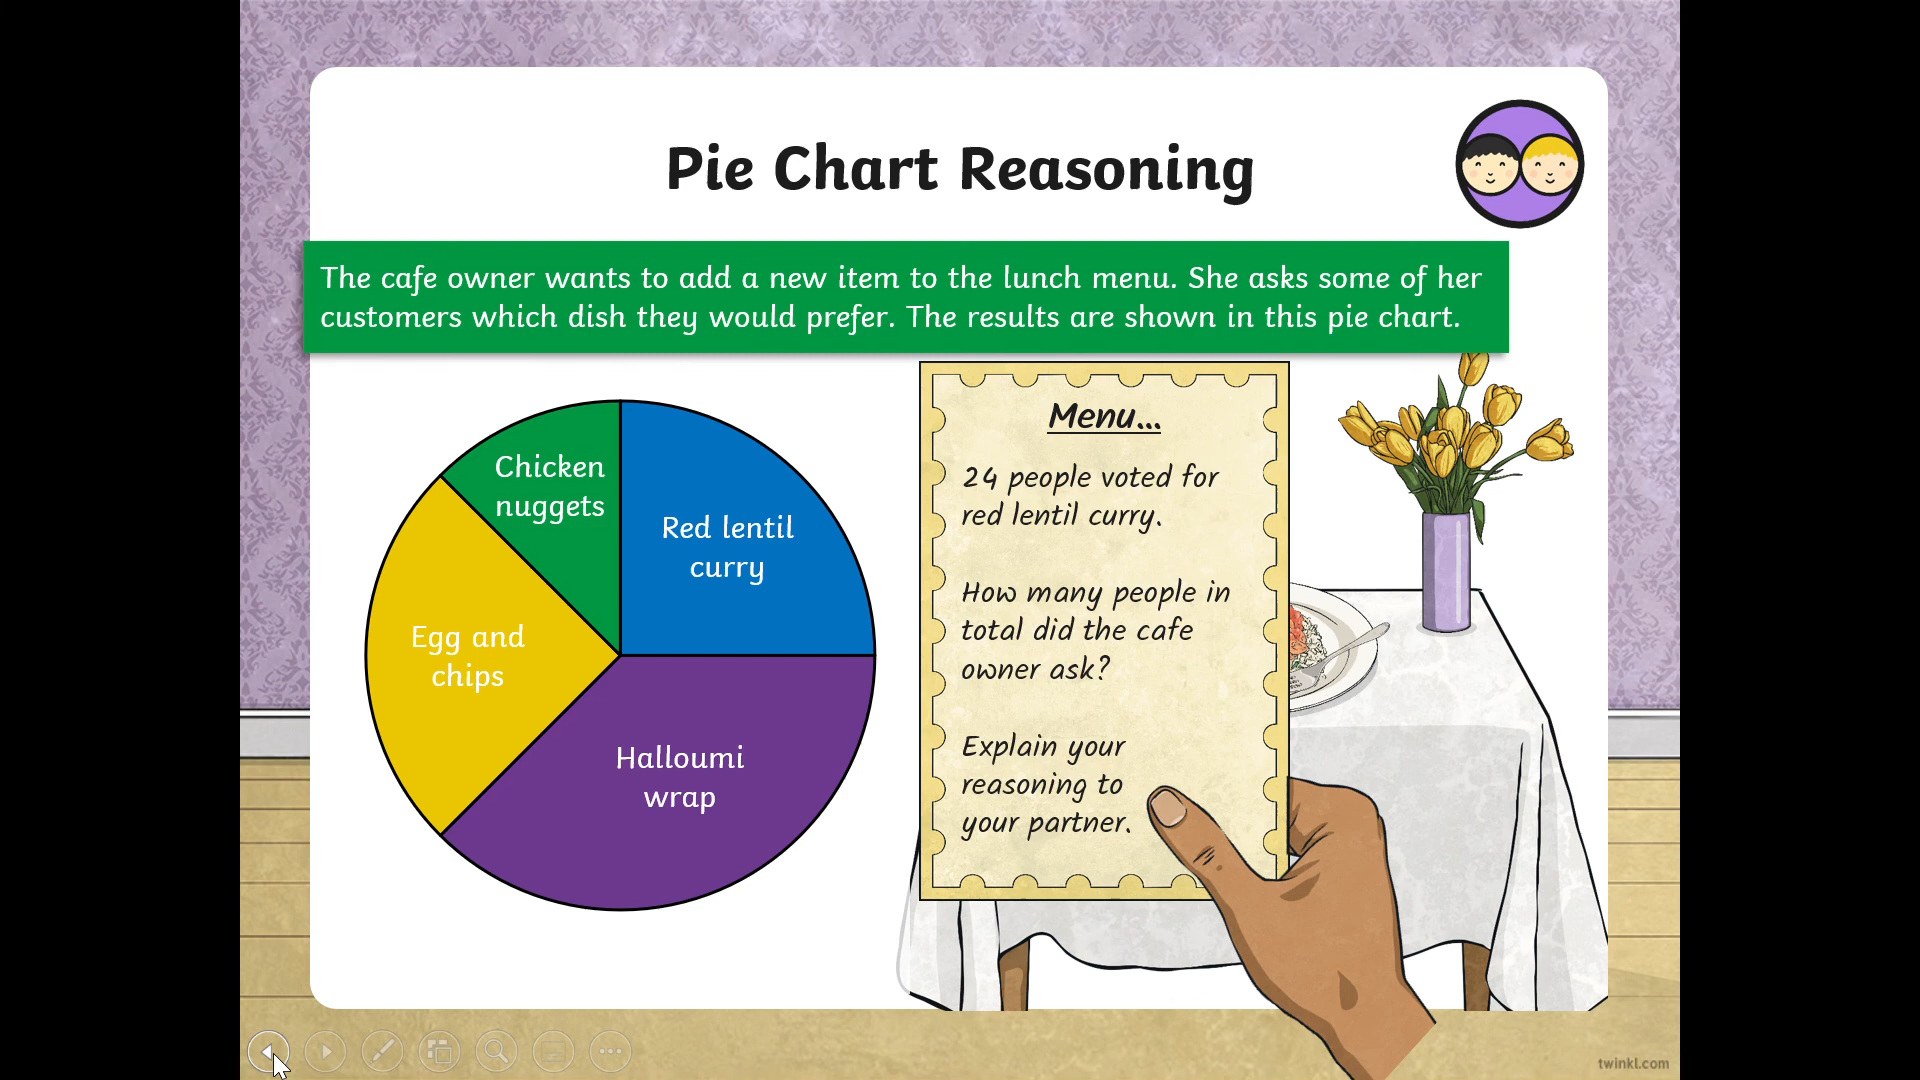 Pie Chart Reasoning
The cafe owner wants to add a new item to the lunch menu. She asks some of her
customers which dish they would prefer. The results are shown in this pie chart.
Chicken
nuggets
Red lentil
curry
Egg and
chips
Halloumi
wrap
Menu...
24 people voted for
red lentil curry.
How many people in
total did the cafe
owner ask?
Explain your
reasoning to
your partner.
twinkl.com